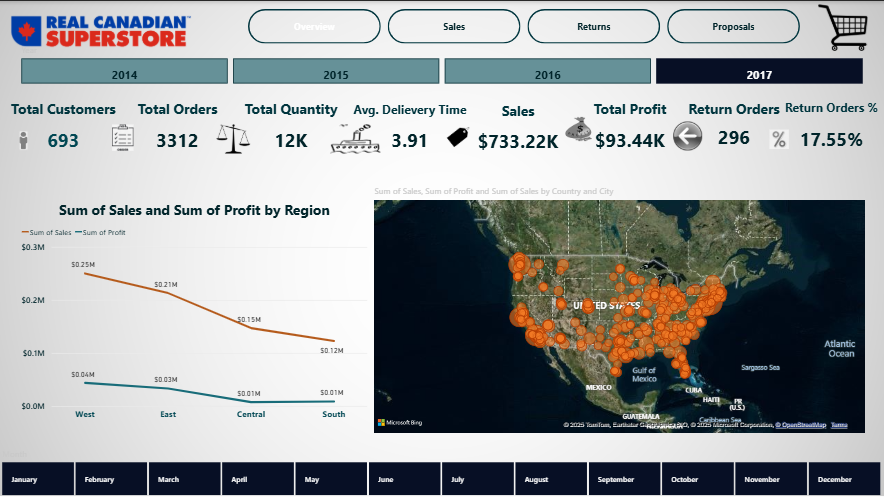 REAL CANADIAN
SUPERSTORE
Overview
Sales
Returns
Proposals
2014
2015
2016
2017
Total Customers
693
Total Orders
3312
Total Quantity
12K
Avg. Delievery Time
3.91
Sales
$733.22K
Total Profit
$93.44K
Return Orders
296
Return Orders %
17.55%
%
Sum of Sales and Sum of Profit by Region
Sum of Sales
Sum of Profit
$0.3M
$0.2M
$0.1M
$0.0M
$0.25M
$0.21M
$0.15M
$0.12M
$0.04M
$0.03M
$0.01M
$0.01M
West
East
Central
South
Sum of Sales, Sum of Profit and Sum of Sales by Country and City
UNITED STATES
Atlantic
Ocean
Sargasso Sea
Gulf of
Mexico
MEXICO
CUBA
HAITI
PR
(U.S.)
GUATEMALA
Caribbean Sea
Microsoft Bing
© 2025 TomTom, Earthstar Geographics SIO, © 2025 Microsoft Corporation, © OpenStreetMap Terms
January
February
March
April
May
June
July
August
September
October
November
December